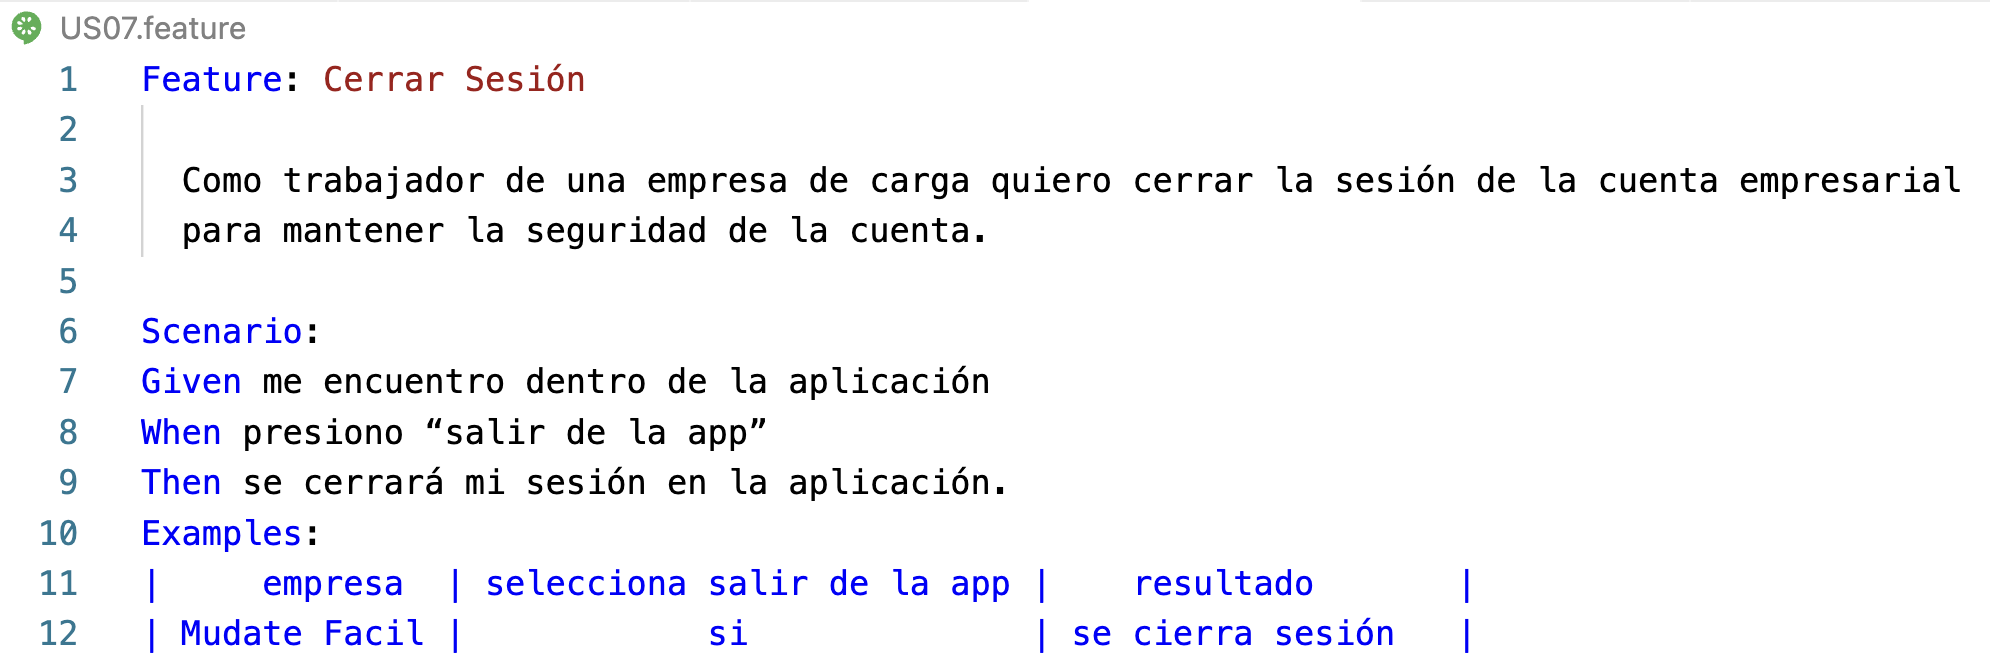 US07.feature
1 Feature: Cerrar Sesión
2
3 Como trabajador de una empresa de carga quiero cerrar la sesión de la cuenta empresarial
4 para mantener la seguridad de la cuenta.
5
6 Scenario:
7 Given me encuentro dentro de la aplicación
8 When presiono “salir de la app”
9 Then se cerrará mi sesión en la aplicación.
10 Examples:
11 | empresa | selecciona salir de la app | resultado |
12 | Mudate Facil | si | se cierra sesión |